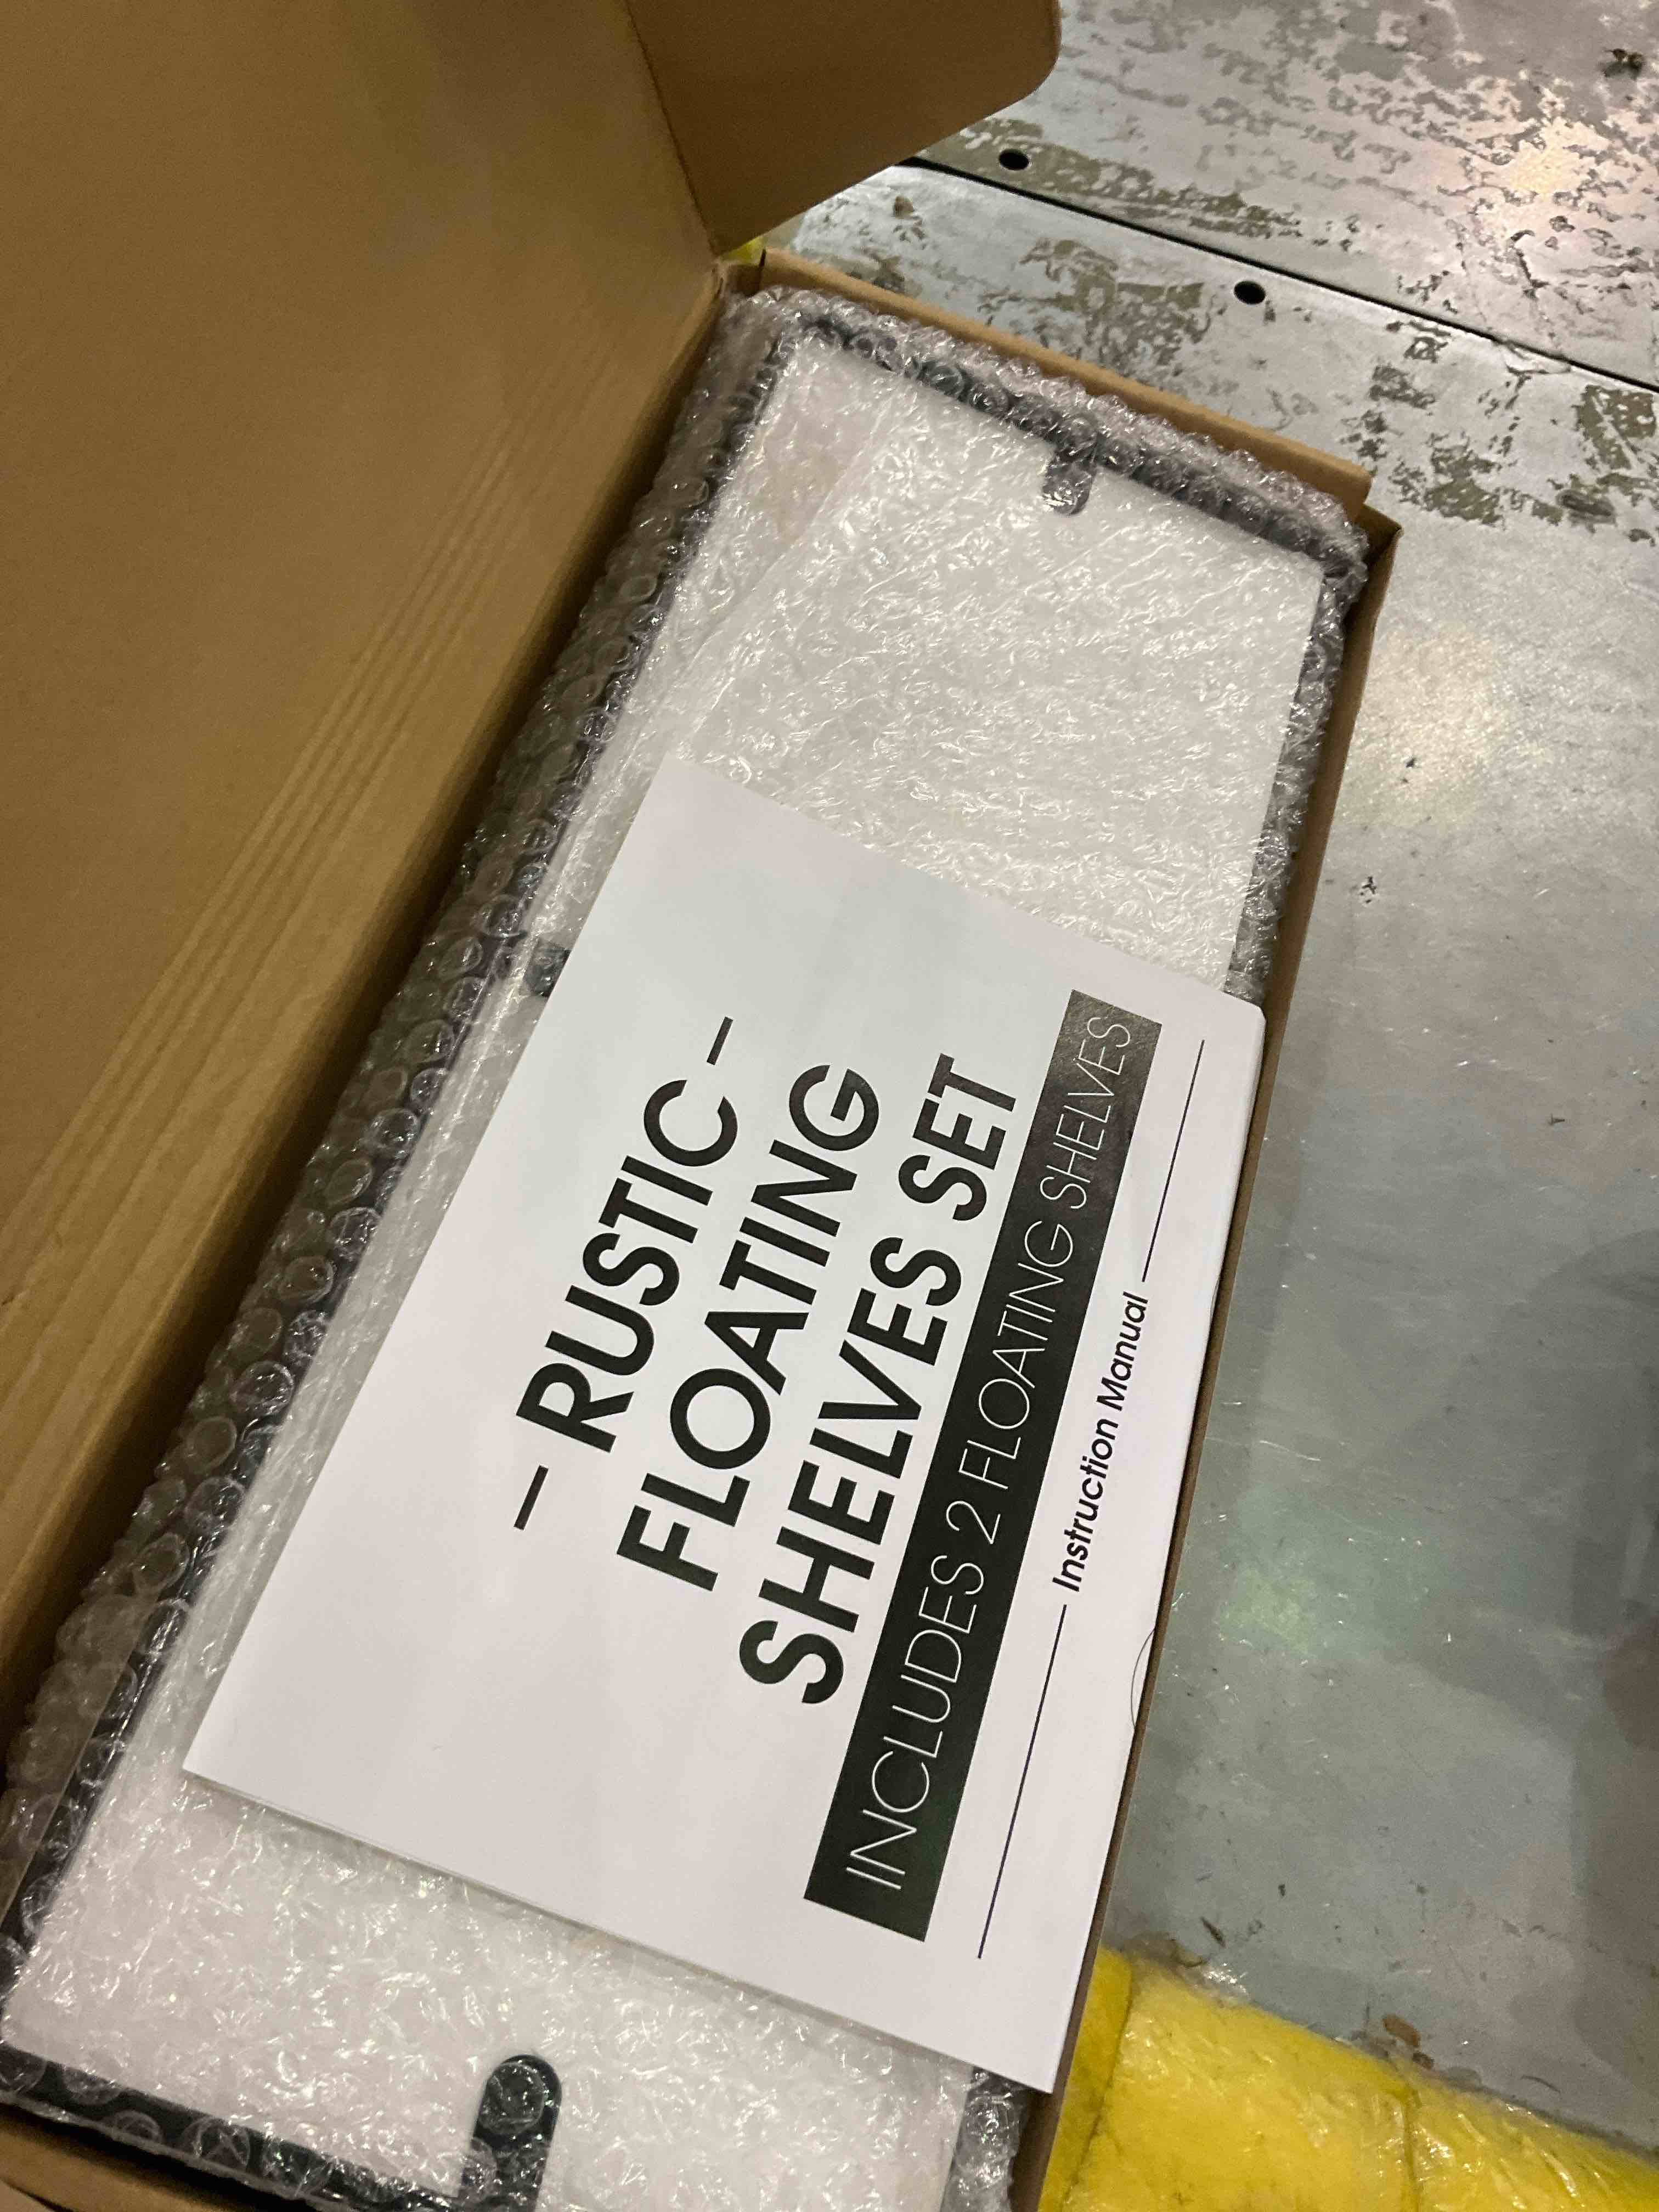 – RUSTIC –
FLOATING
SHELVES SET
INCLUDES 2 FLOATING SHELVES
Instruction Manual